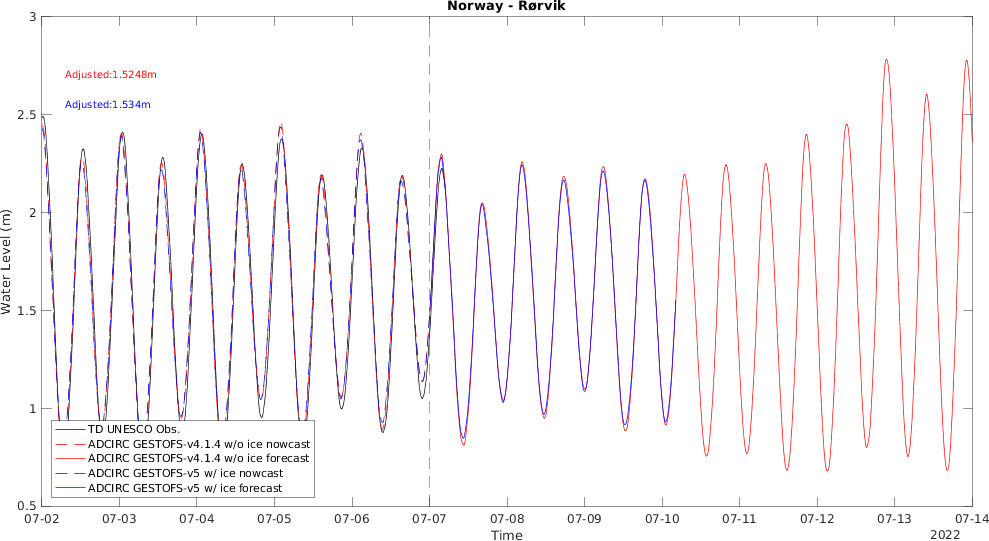 Norway - Rørvik
Adjusted:1.5248m
Adjusted:1.534m
Water Level (m)
3
2.5
2
1.5
1
0.5
TD UNESCO Obs.
ADCIRC GESTOFS-v4.1.4 w/o ice nowcast
ADCIRC GESTOFS-v4.1.4 w/o ice forecast
ADCIRC GESTOFS-v5 w/ ice nowcast
ADCIRC GESTOFS-v5 w/ ice forecast
07-02 07-03 07-04 07-05 07-06 07-07 07-08 07-09 07-10 07-11 07-12 07-13 07-14
Time
2022